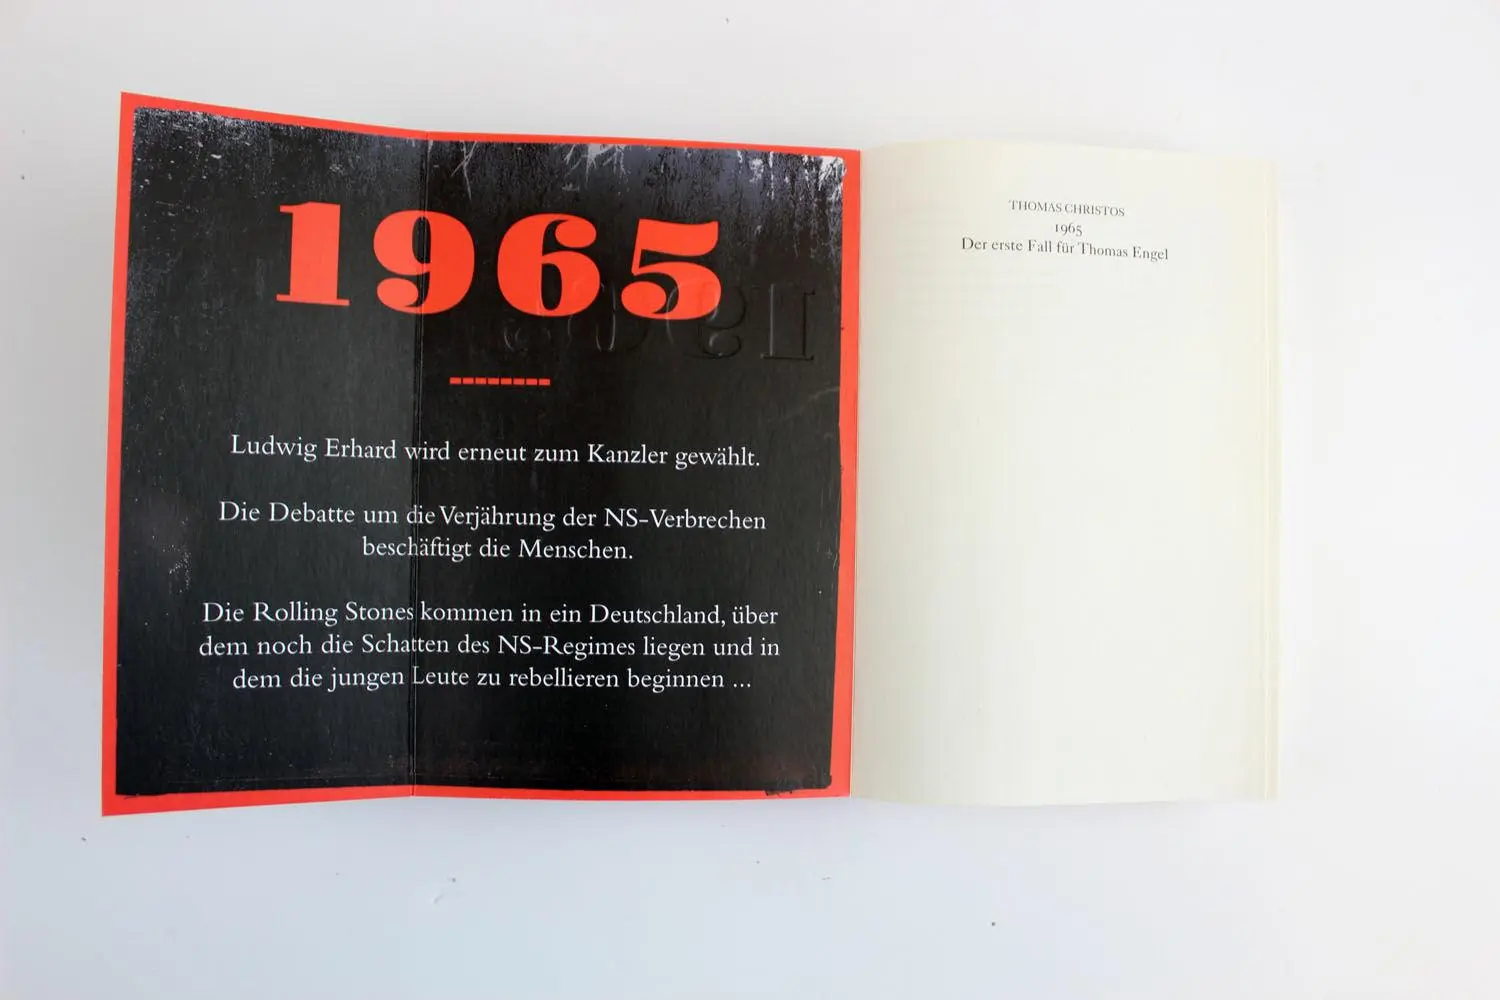 1965
Ludwig Erhard wird erneut zum Kanzler gewählt.
Die Debatte um die Verjährung der NS-Verbrechen
beschäftigt die Menschen.
Die Rolling Stones kommen in ein Deutschland, über
dem noch die Schatten des NS-Regimes liegen und in
dem die jungen Leute zu rebellieren beginnen ...
THOMAS CHRISTOS
1965
Der erste Fall für Thomas Engel